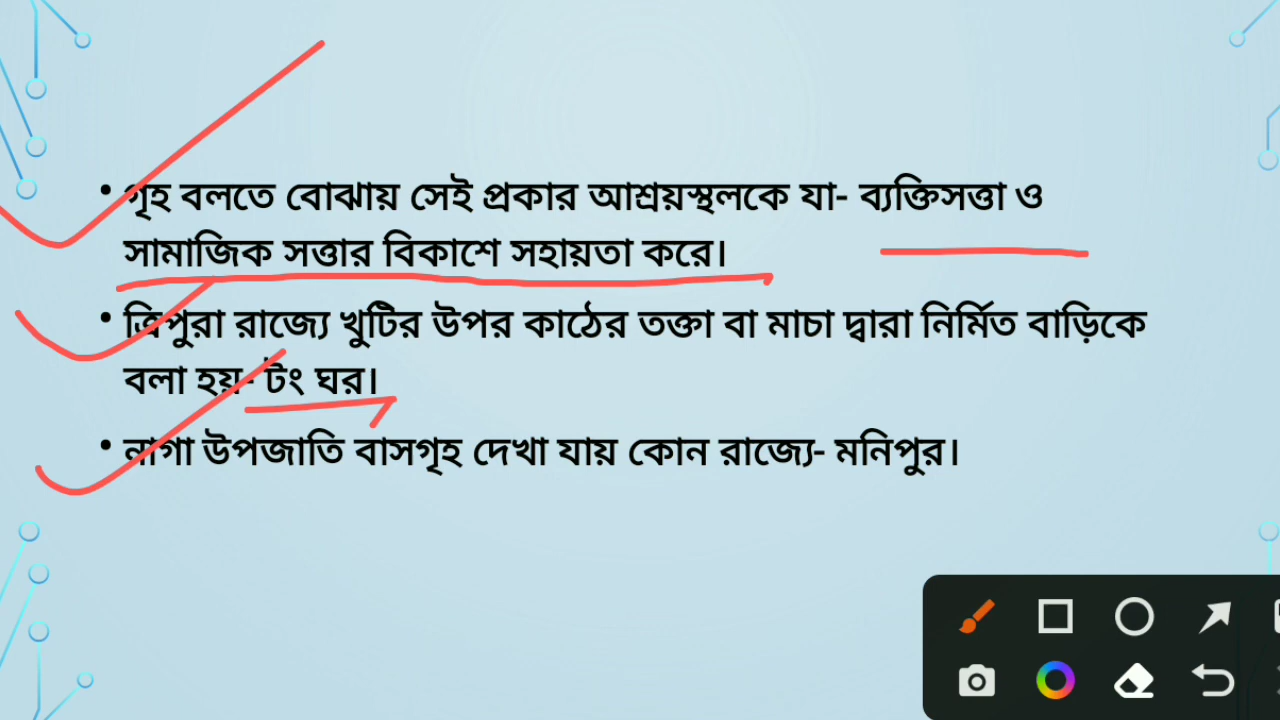 • গৃহ বলতে বোঝায় সেই প্রকার আশ্রয়স্থলকে যা- ব্যক্তিসত্তা ও
সামাজিক সত্তার বিকাশে সহায়তা করে।
• ত্রিপুরা রাজ্যে খুটির উপর কাঠের তক্তা বা মাচা দ্বারা নির্মিত বাড়িকে
বলা হয়- টং ঘর।
• নাগা উপজাতি বাসগৃহ দেখা যায় কোন রাজ্যে- মনিপুর।